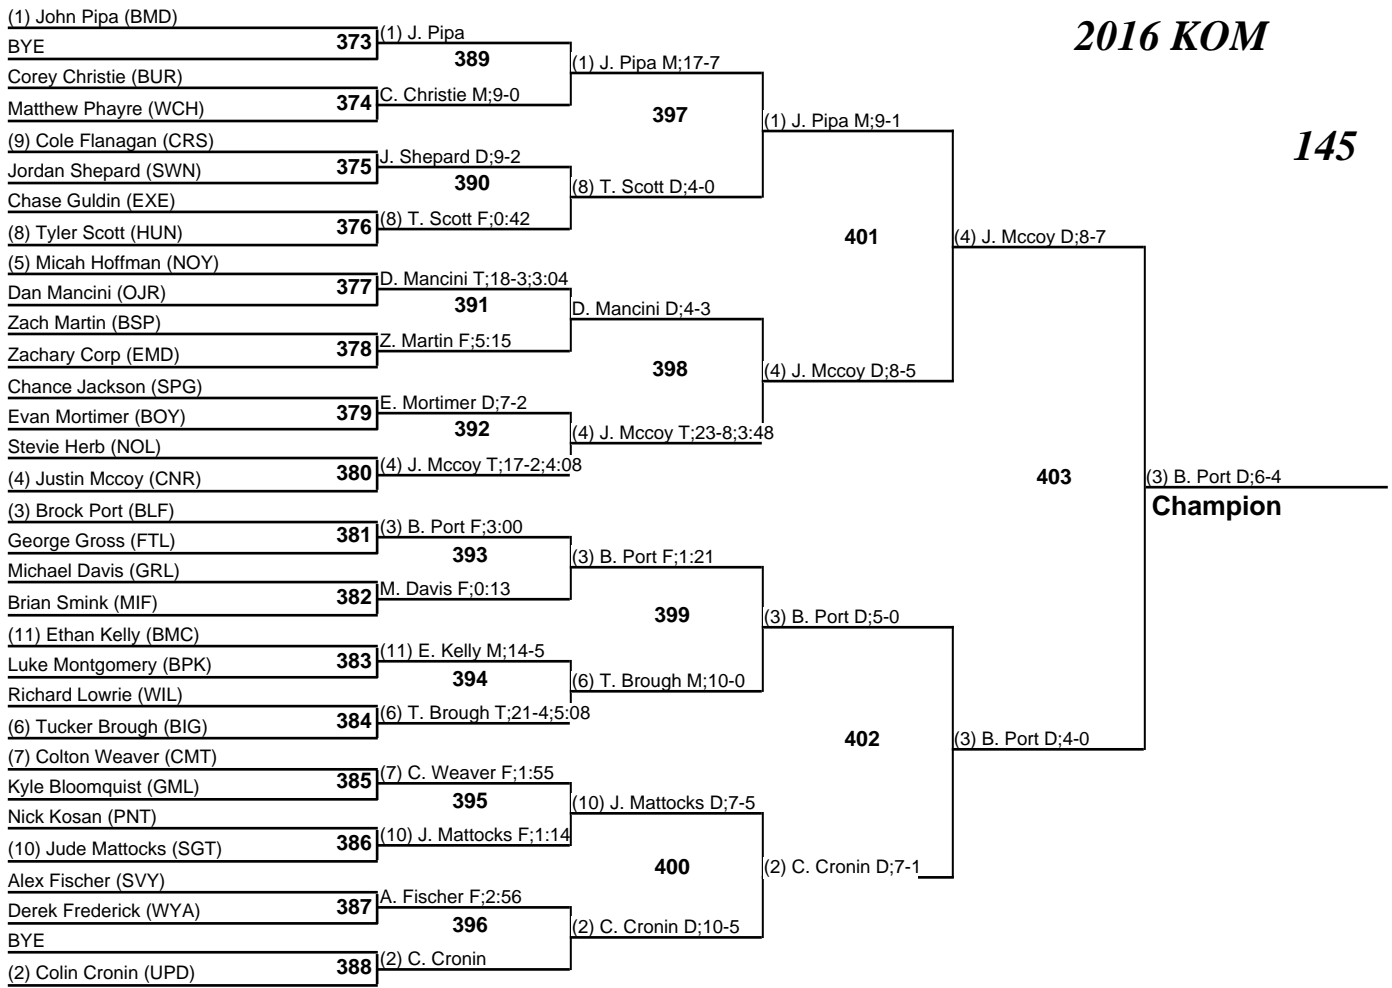 2016 KOM
145
(1) John Pipa (BMD)
BYE
Corey Christie (BUR)
Matthew Phayre (WCH)
(9) Cole Flanagan (CRS)
Jordan Shepard (SWN)
Chase Guldin (EXE)
(8) Tyler Scott (HUN)
(5) Micah Hoffman (NOY)
Dan Mancini (OJR)
Zach Martin (BSP)
Zachary Corp (EMD)
Chance Jackson (SPG)
Evan Mortimer (BOY)
Stevie Herb (NOL)
(4) Justin Mccoy (CNR)
(3) Brock Port (BLF)
George Gross (FTL)
Michael Davis (GRL)
Brian Smink (MIF)
(11) Ethan Kelly (BMC)
Luke Montgomery (BPK)
Richard Lowrie (WIL)
(6) Tucker Brough (BIG)
(7) Colton Weaver (CMT)
Kyle Bloomquist (GML)
Nick Kosan (PNT)
(10) Jude Mattocks (SGT)
Alex Fischer (SVY)
Derek Frederick (WYA)
BYE
(2) Colin Cronin (UPD)
373
374
375
376
377
378
379
380
381
382
383
384
385
386
387
388
(1) J. Pipa
C. Christie M;9-0
J. Shepard D;9-2
(8) T. Scott F;0:42
D. Mancini T;18-3;3:04
Z. Martin F;5:15
E. Mortimer D;7-2
(4) J. Mccoy T;17-2;4:08
(3) B. Port F;3:00
M. Davis F;0:13
(11) E. Kelly M;14-5
(6) T. Brough T;21-4;5:08
(7) C. Weaver F;1:55
(10) J. Mattocks F;1:14
A. Fischer F;2:56
(2) C. Cronin
389
390
391
392
393
394
395
396
(1) J. Pipa M;17-7
(8) T. Scott D;4-0
D. Mancini D;4-3
(4) J. Mccoy T;23-8;3:48
(3) B. Port F;1:21
(6) T. Brough M;10-0
(10) J. Mattocks D;7-5
(2) C. Cronin D;10-5
397
398
399
400
(1) J. Pipa M;9-1
(4) J. Mccoy D;8-5
(3) B. Port D;5-0
(2) C. Cronin D;7-1
401
402
(4) J. Mccoy D;8-7
(3) B. Port D;4-0
403
(3) B. Port D;6-4
Champion